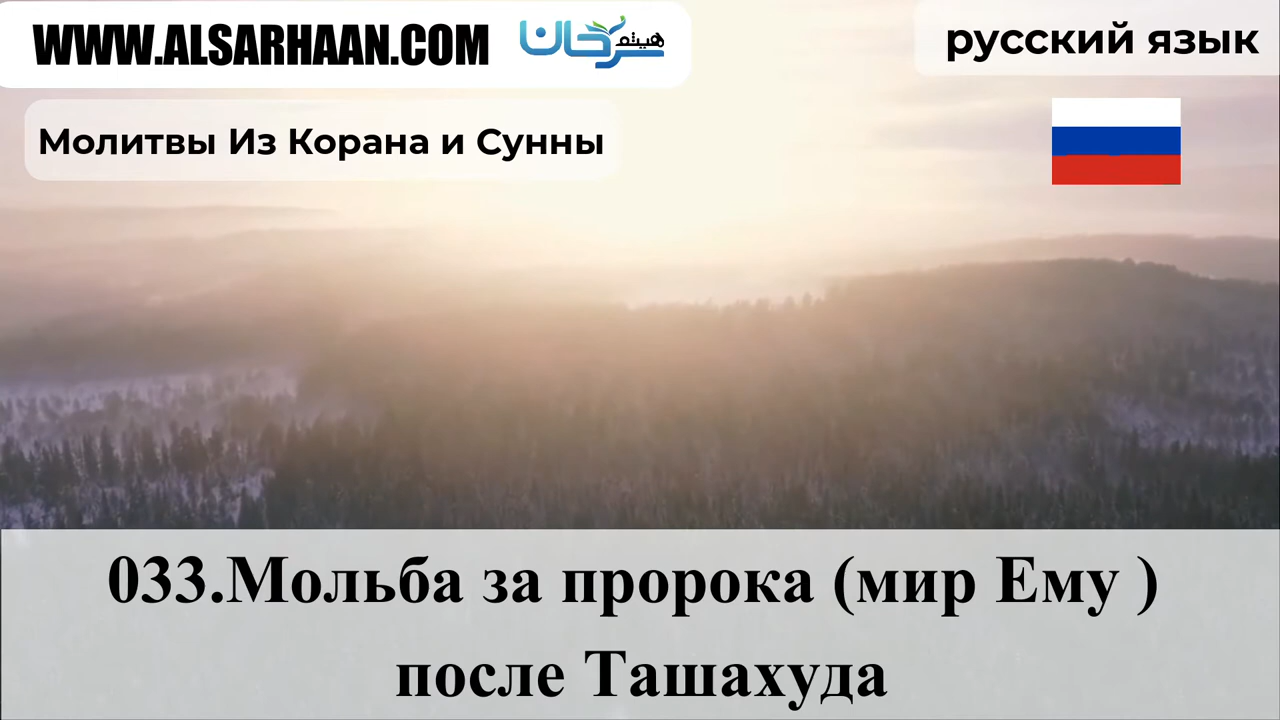 WWW.ALSARHAAN.COM هيثم سرحان
русский язык
Молитвы Из Корана и Сунны
033.Мольба за пророка (мир Ему )
после Ташахуда